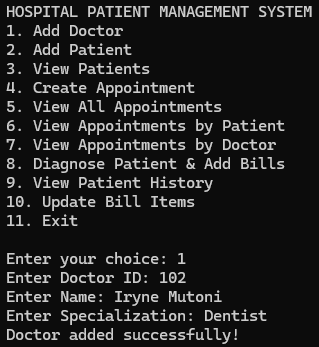 HOSPITAL PATIENT MANAGEMENT SYSTEM
1. Add Doctor
2. Add Patient
3. View Patients
4. Create Appointment
5. View All Appointments
6. View Appointments by Patient
7. View Appointments by Doctor
8. Diagnose Patient & Add Bills
9. View Patient History
10. Update Bill Items
11. Exit

Enter your choice: 1
Enter Doctor ID: 102
Enter Name: Iryne Mutoni
Enter Specialization: Dentist
Doctor added successfully!